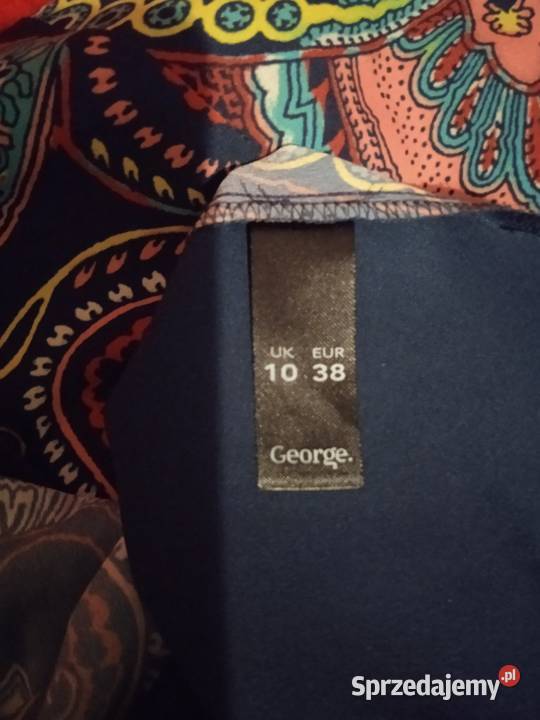 UK EUR
10 38
George.
Sprzedajemy.pl